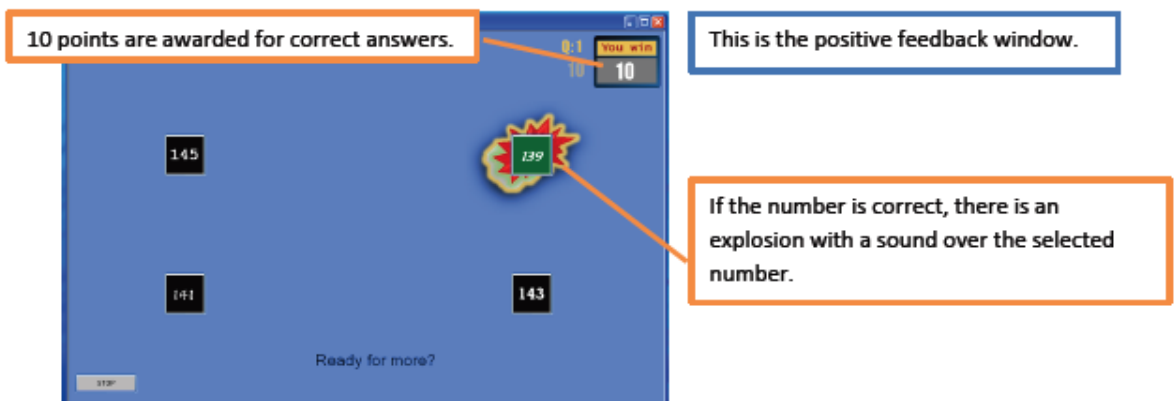 10 points are awarded for correct answers.
This is the positive feedback window.
Q:1
You win
10
10
145
139
If the number is correct, there is an
explosion with a sound over the selected
number.
141
143
Ready for more?
STOP